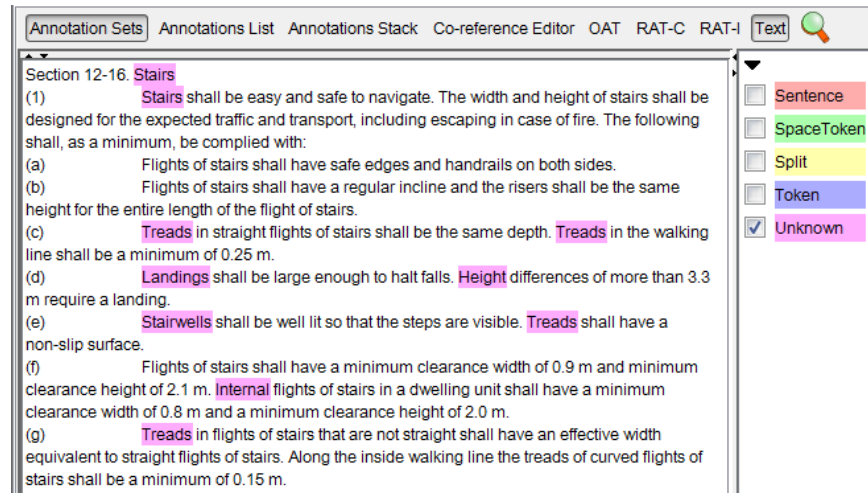 Annotation Sets Annotations List Annotations Stack Co-reference Editor OAT RAT-C RAT-I Text
Section 12-16. Stairs
(1) Stairs shall be easy and safe to navigate. The width and height of stairs shall be
designed for the expected traffic and transport, including escaping in case of fire. The following
shall, as a minimum, be complied with:
(a) Flights of stairs shall have safe edges and handrails on both sides.
(b) Flights of stairs shall have a regular incline and the risers shall be the same
height for the entire length of the flight of stairs.
(c) Treads in straight flights of stairs shall be the same depth. Treads in the walking
line shall be a minimum of 0.25 m.
(d) Landings shall be large enough to halt falls. Height differences of more than 3.3
m require a landing.
(e) Stairwells shall be well lit so that the steps are visible. Treads shall have a
non-slip surface.
(f) Flights of stairs shall have a minimum clearance width of 0.9 m and minimum
clearance height of 2.1 m. Internal flights of stairs in a dwelling unit shall have a minimum
clearance width of 0.8 m and a minimum clearance height of 2.0 m.
(g) Treads in flights of stairs that are not straight shall have an effective width
equivalent to straight flights of stairs. Along the inside walking line the treads of curved flights of
stairs shall be a minimum of 0.15 m.
Sentence
SpaceToken
Split
Token
Unknown